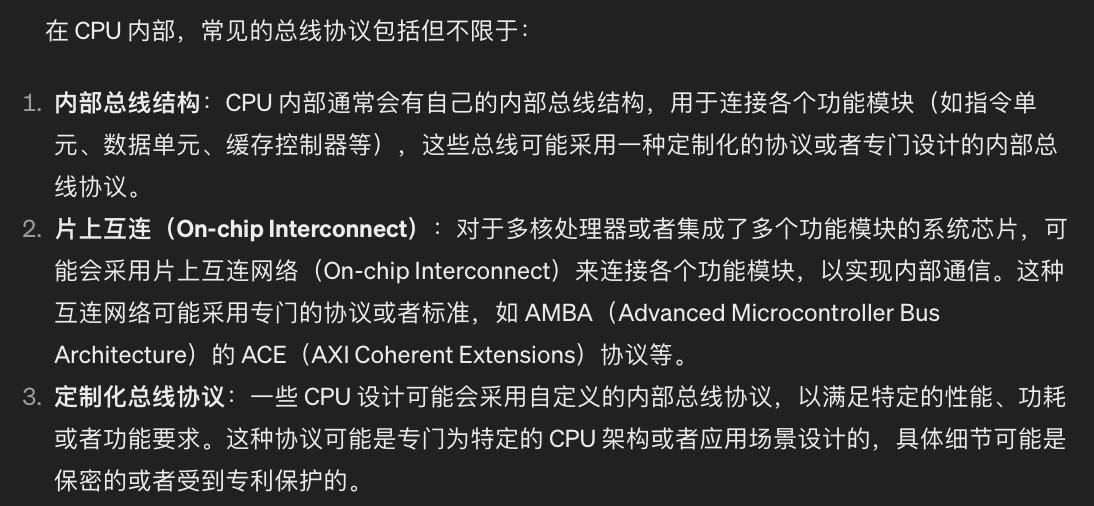 在 CPU 内部，常见的总线协议包括但不限于：
1. 内部总线结构：CPU 内部通常会有自己的内部总线结构，用于连接各个功能模块（如指令单
元、数据单元、缓存控制器等），这些总线可能采用一种定制化的协议或者专门设计的内部总
线协议。
2. 片上互连（On-chip Interconnect）：对于多核处理器或者集成了多个功能模块的系统芯片，可
能会采用片上互连网络（On-chip Interconnect）来连接各个功能模块，以实现内部通信。这种
互连网络可能采用专门的协议或者标准，如 AMBA（Advanced Microcontroller Bus
Architecture）的 ACE（AXI Coherent Extensions）协议等。
3. 定制化总线协议：一些 CPU 设计可能会采用自定义的内部总线协议，以满足特定的性能、功耗
或者功能要求。这种协议可能是专门为特定的 CPU 架构或者应用场景设计的，具体细节可能是
保密的或者受到专利保护的。